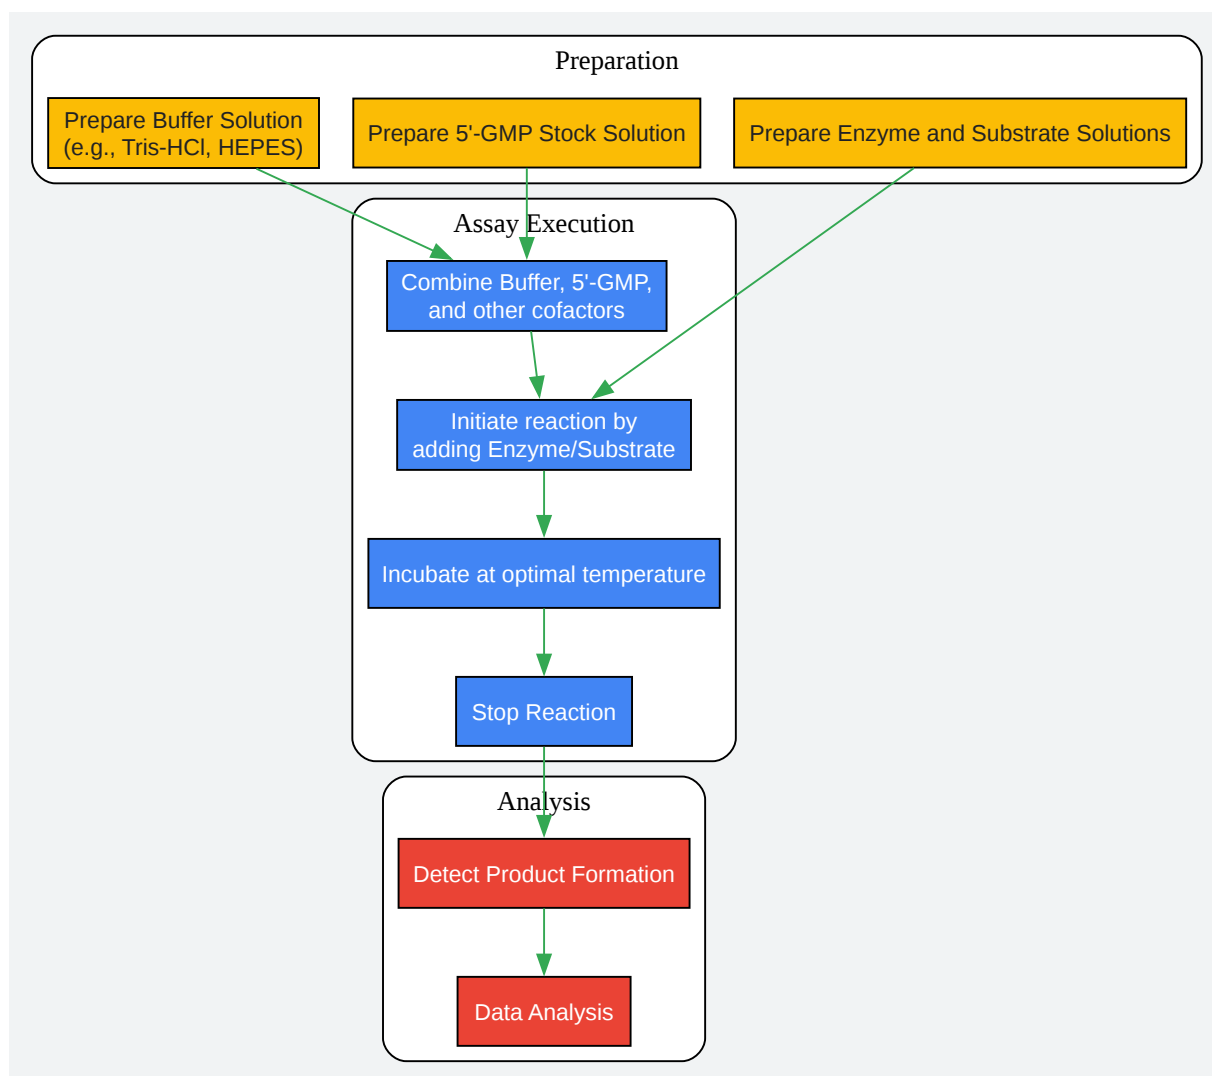 Preparation
Prepare Buffer Solution
(e.g., Tris-HCl, HEPES)
Prepare 5'-GMP Stock Solution
Prepare Enzyme and Substrate Solutions
Assay Execution
Combine Buffer, 5'-GMP,
and other cofactors
Initiate reaction by
adding Enzyme/Substrate
Incubate at optimal temperature
Stop Reaction
Analysis
Detect Product Formation
Data Analysis